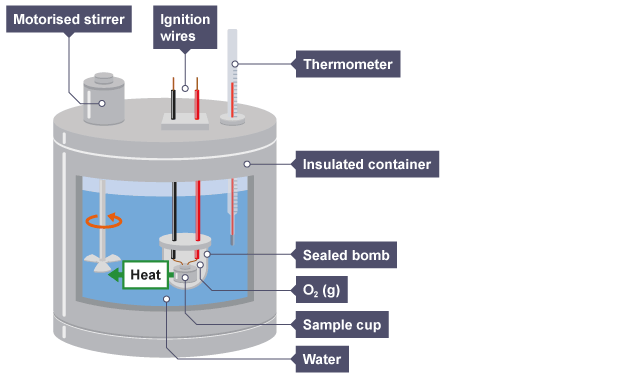 Motorised stirrer
Ignition
wires
Thermometer
Insulated container
Sealed bomb
Heat
O₂ (g)
Sample cup
Water